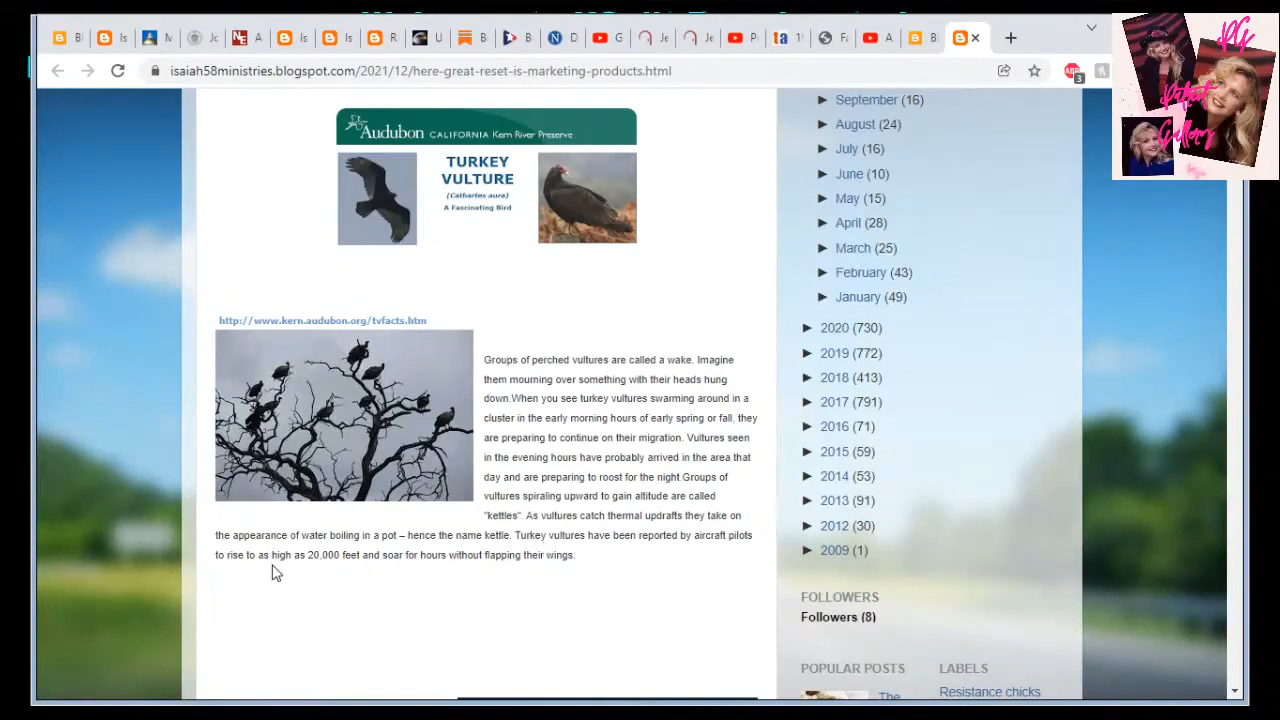 isaiah58ministries.blogspot.com/2021/12/here-great-reset-is-marketing-products.html
PG
Patriot
Gallery
Audubon CALIFORNIA Kern River Preserve
TURKEY
VULTURE
(Cathartes aura)
A Fascinating Bird
http://www.kern.audubon.org/tvfacts.htm
Groups of perched vultures are called a wake. Imagine
them mourning over something with their heads hung
down.When you see turkey vultures swarming around in a
cluster in the early morning hours of early spring or fall, they
are preparing to continue on their migration. Vultures seen
in the evening hours have probably arrived in the area that
day and are preparing to roost for the night.Groups of
vultures spiraling upward to gain altitude are called
"kettles". As vultures catch thermal updrafts they take on
the appearance of water boiling in a pot – hence the name kettle. Turkey vultures have been reported by aircraft pilots
to rise to as high as 20,000 feet and soar for hours without flapping their wings.
► September (16)
► August (24)
► July (16)
► June (10)
► May (15)
► April (28)
► March (25)
► February (43)
► January (49)
► 2020 (730)
► 2019 (772)
► 2018 (413)
► 2017 (791)
► 2016 (71)
► 2015 (59)
► 2014 (53)
► 2013 (91)
► 2012 (30)
► 2009 (1)
FOLLOWERS
Followers (8)
POPULAR POSTS
The
LABELS
Resistance chicks